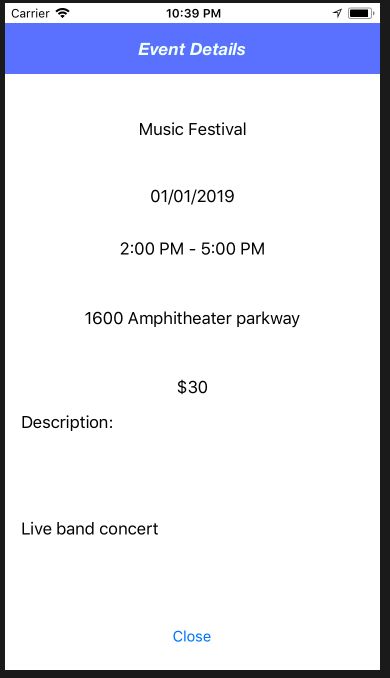 Carrier 10:39 PM
Event Details
Music Festival
01/01/2019
2:00 PM - 5:00 PM
1600 Amphitheater parkway
$30
Description:
Live band concert
Close